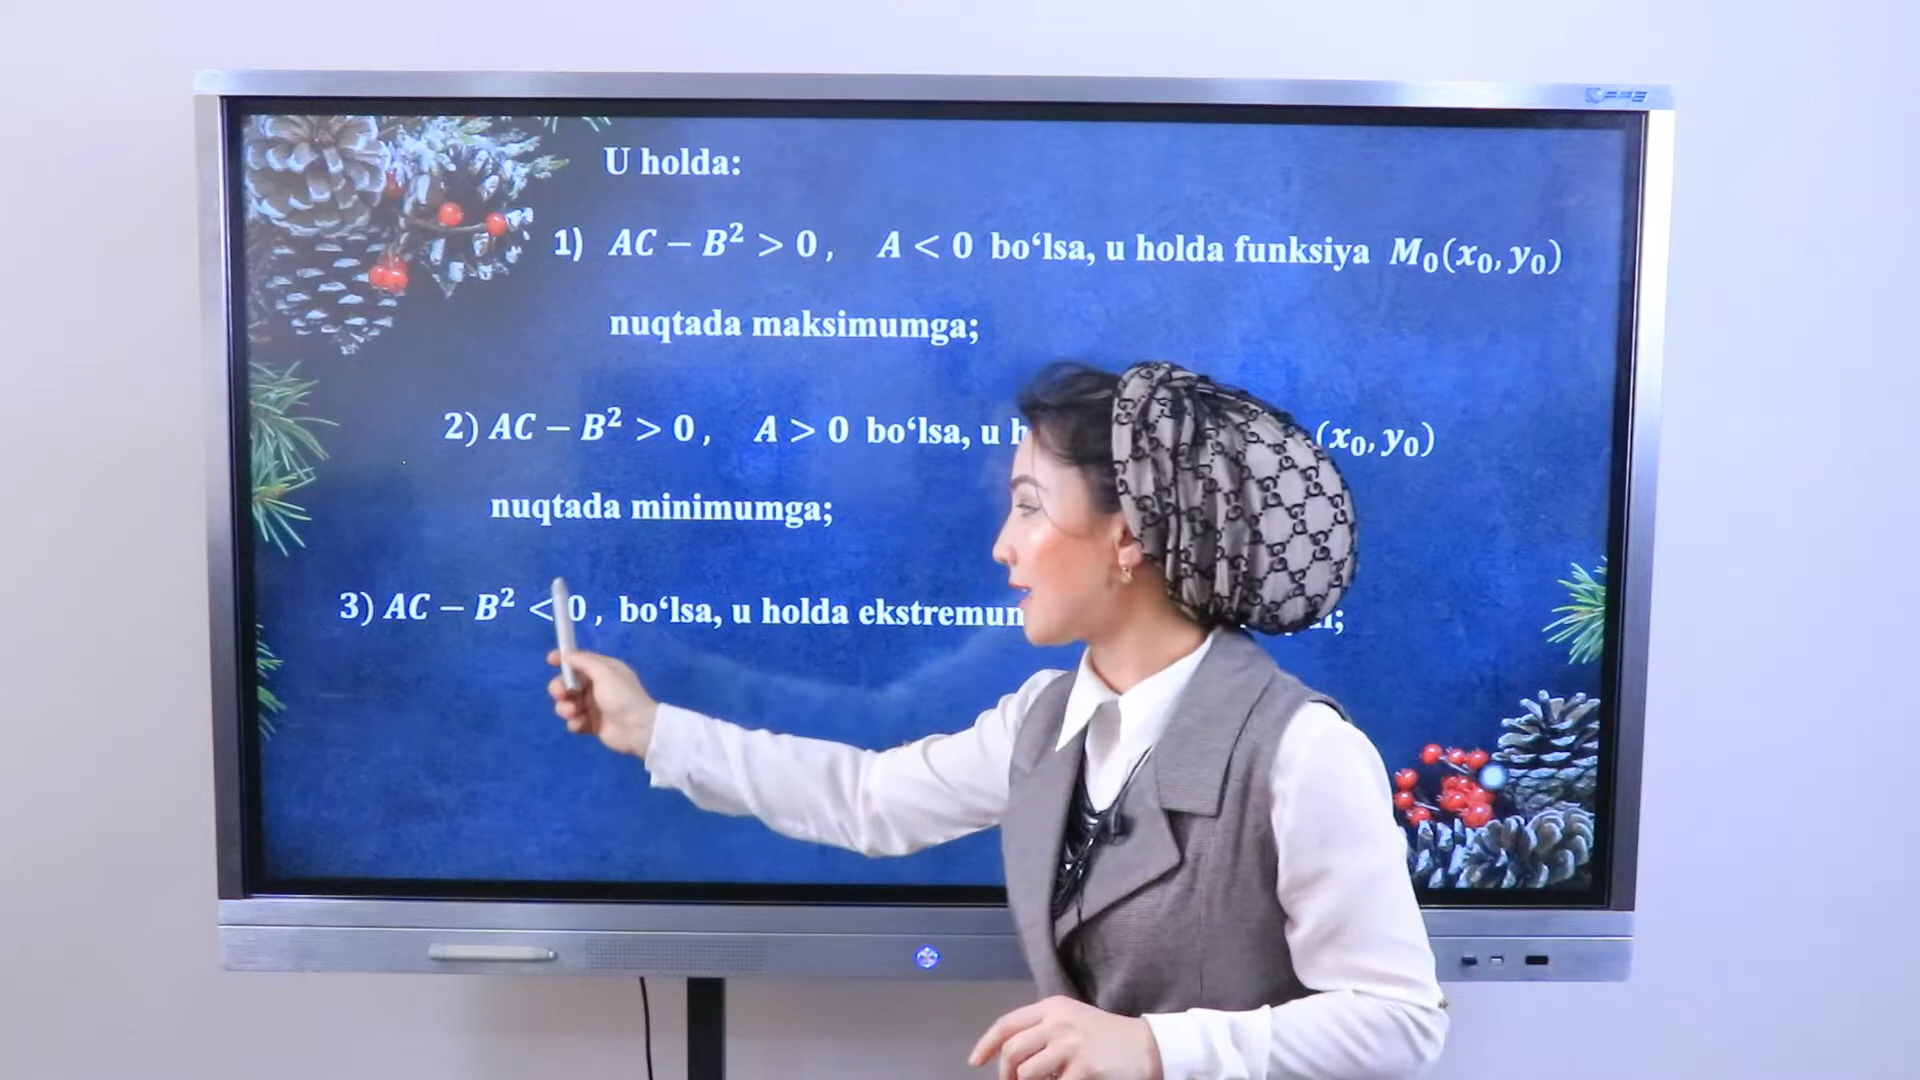 U holda:
1) AC − B² > 0 , A < 0 bo‘lsa, u holda funksiya M₀(x₀, y₀)
nuqtada maksimumga;
2) AC − B² > 0 , A > 0 bo‘lsa, u (x₀, y₀)
nuqtada minimumga;
3) AC − B² < 0 , bo‘lsa, u holda